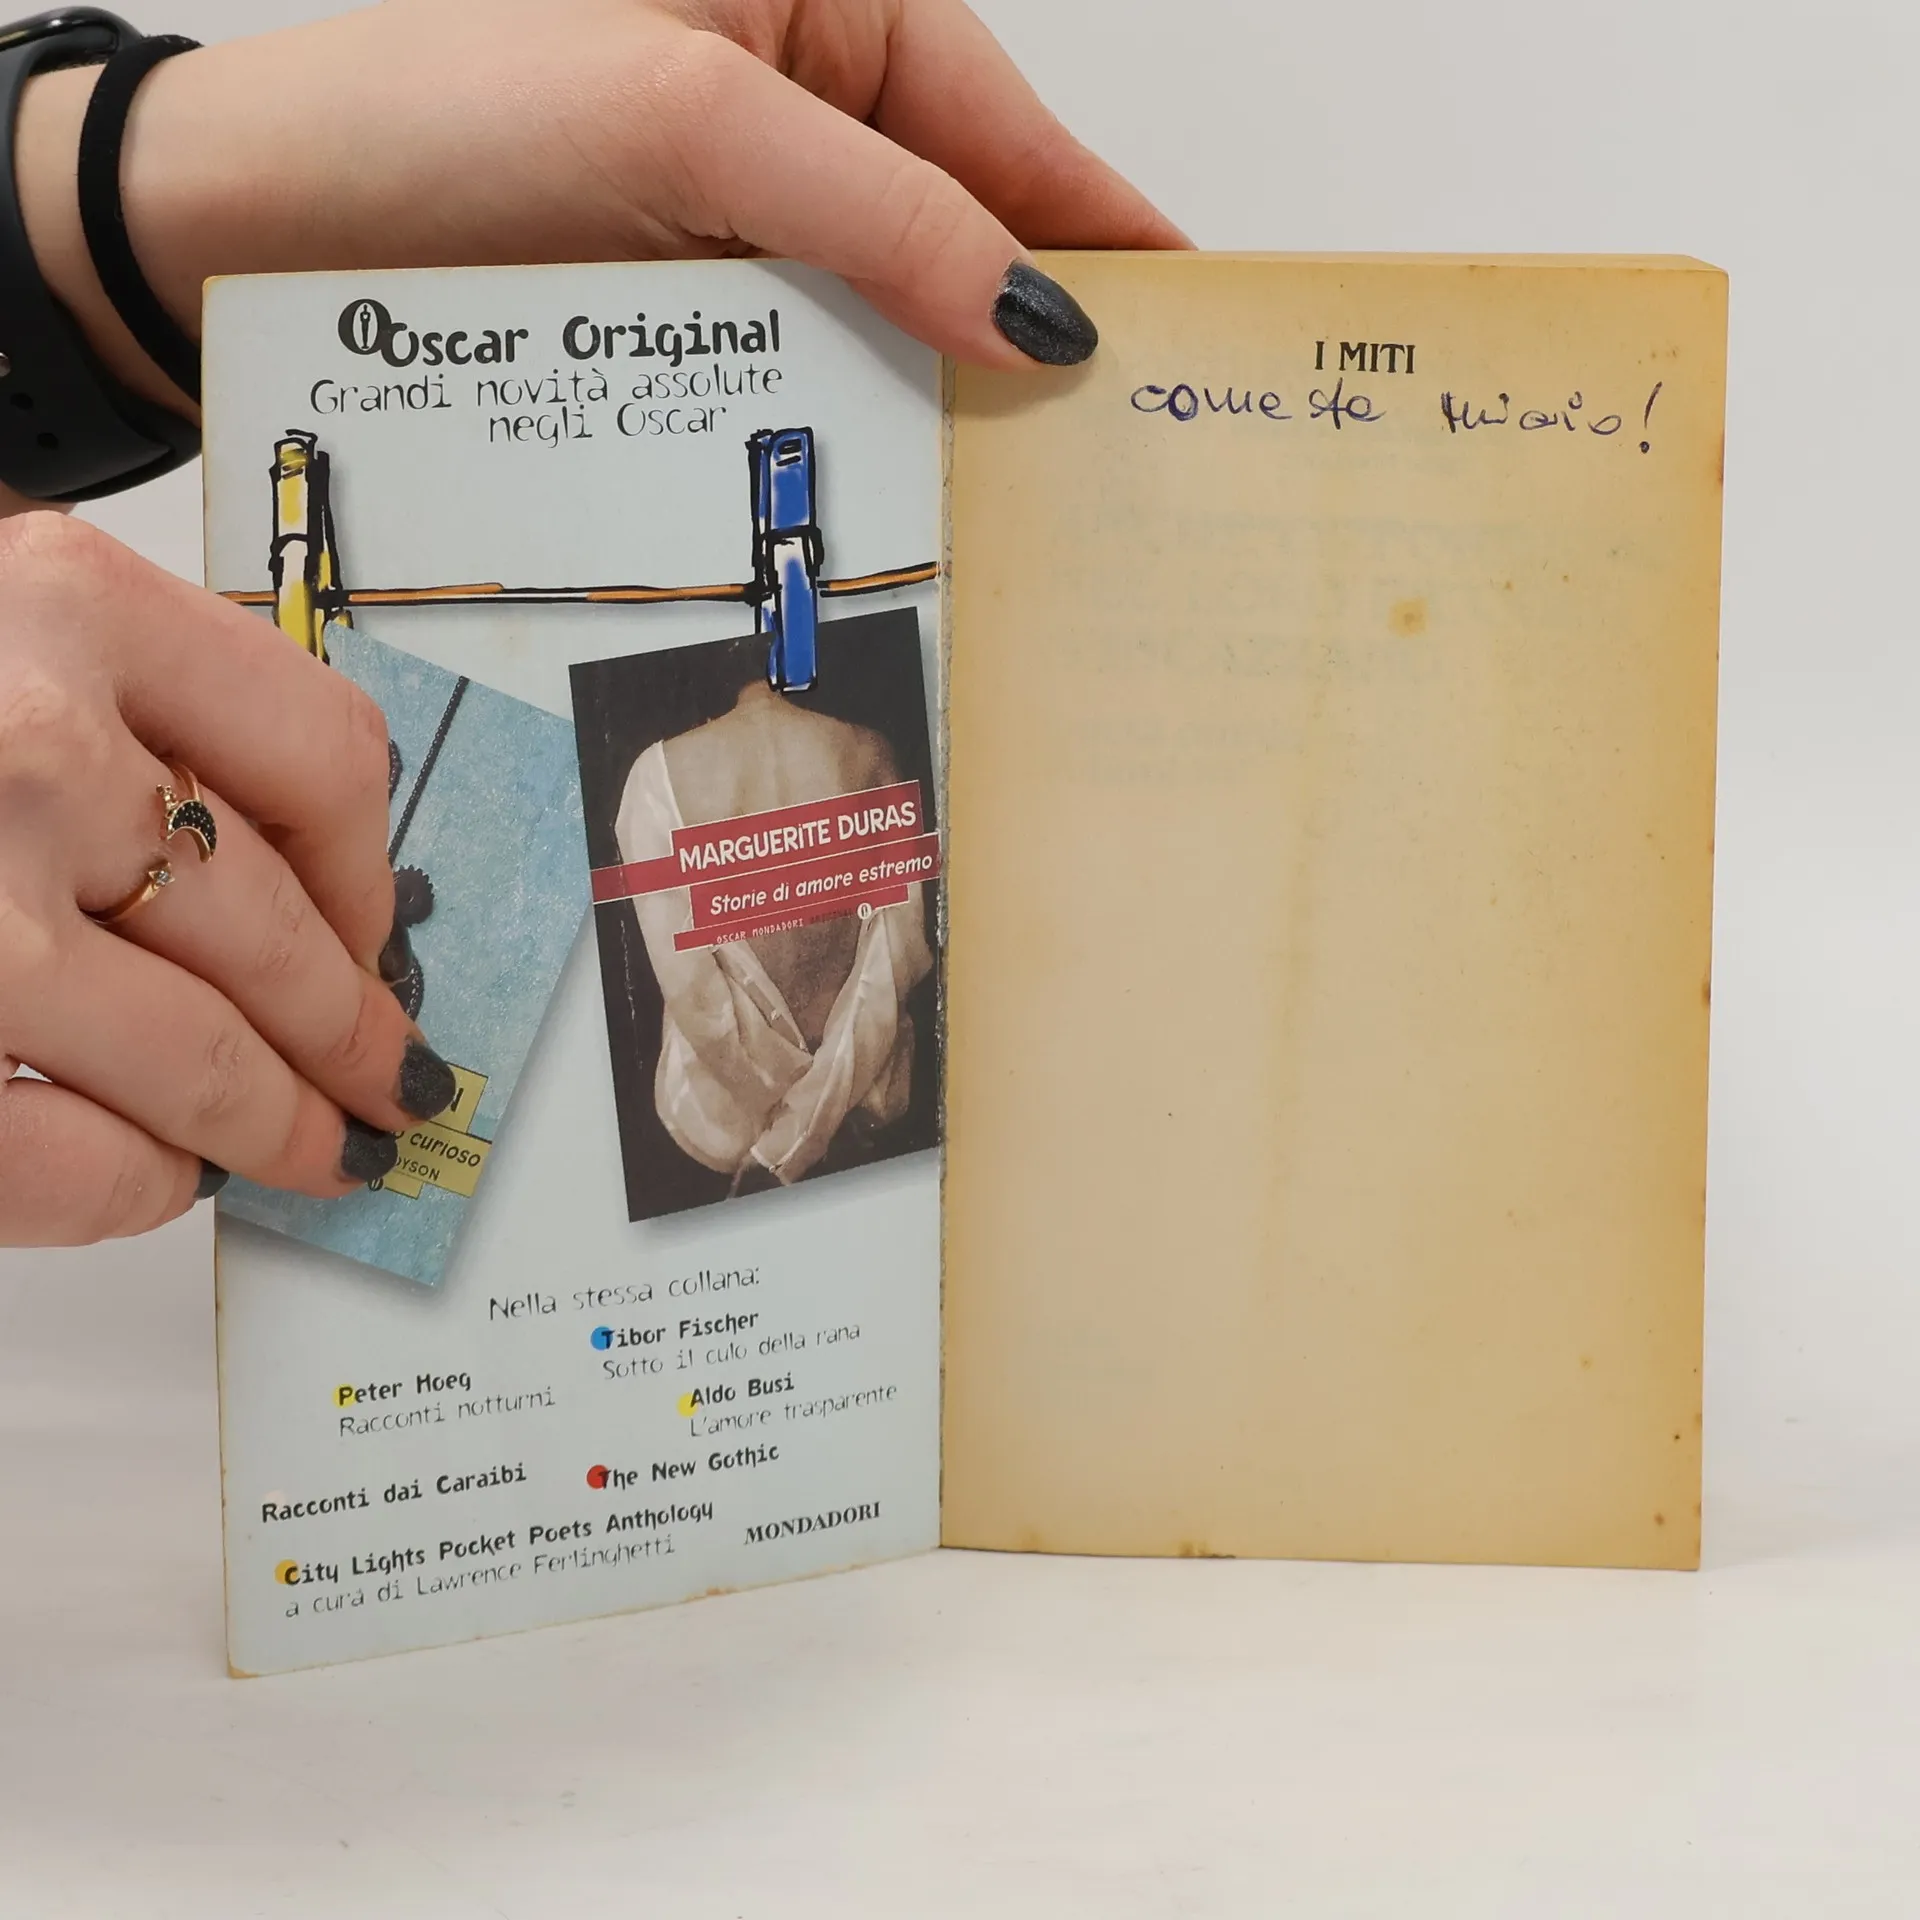 Oscar Original
Grandi novità assolute
negli Oscar
MARGUERITE DURAS
Storie di amore estremo
OSCAR MONDADORI ORIGINAL
curioso
Nella stessa collana:
Tibor Fischer
Sotto il culo della rana
Peter Hoeg
Racconti notturni
Aldo Busi
L'amore trasparente
Racconti dai Caraibi
The New Gothic
City Lights Pocket Poets Anthology
a cura di Lawrence Ferlinghetti
MONDADORI
I MITI
come